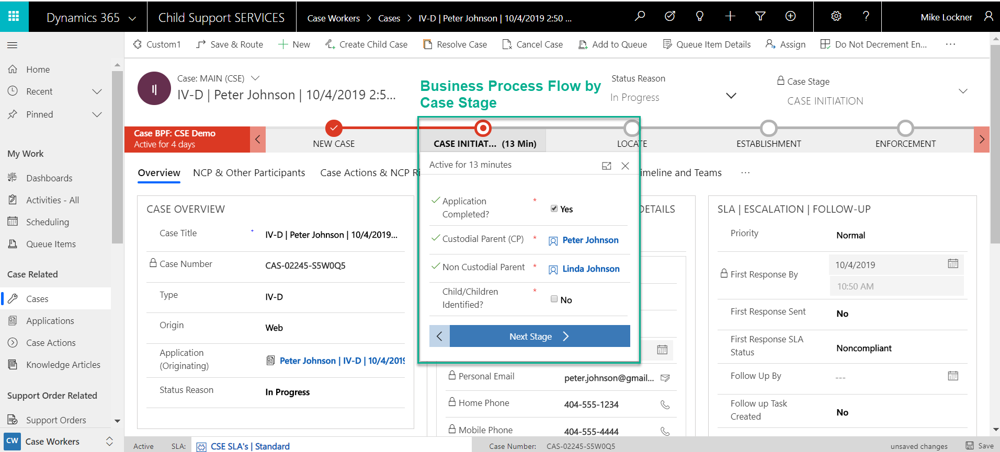 Dynamics 365
Child Support SERVICES
Case Workers > Cases > IV-D | Peter Johnson | 10/4/2019 2:50 ...
Mike Lockner
Custom1
Save & Route
New
Create Child Case
Resolve Case
Cancel Case
Add to Queue
Queue Item Details
Assign
Do Not Decrement En...
...
Home
Recent
Pinned
My Work
Dashboards
Activities - All
Scheduling
Queue Items
Case Related
Cases
Applications
Case Actions
Knowledge Articles
Support Order Related
Support Orders
CW
Case Workers
Case: MAIN (CSE)
IV-D | Peter Johnson | 10/4/2019 2:5...
Business Process Flow by
Case Stage
Status Reason
In Progress
Case Stage
CASE INITIATION
Case BPF: CSE Demo
Active for 4 days
NEW CASE
CASE INITIAT... (13 Min)
LOCATE
ESTABLISHMENT
ENFORCEMENT
Overview
NCP & Other Participants
Case Actions & NCP Ri
imeline and Teams
...
Active for 13 minutes
Application
Completed?
*
Yes
Custodial Parent (CP)
*
Peter Johnson
Non Custodial Parent
*
Linda Johnson
Child/Children
Identified?
*
No
Next Stage
CASE OVERVIEW
Case Title
+
IV-D | Peter Johnson | 10/4/2019...
Case Number
CAS-02245-S5W0Q5
Type
IV-D
Origin
Web
Application
(Originating)
Peter Johnson | IV-D | 10/4/2019
Status Reason
In Progress
DETAILS
Personal Email
peter.johnson@gmail...
Home Phone
404-555-1234
Mobile Phone
404-555-4444
SLA | ESCALATION | FOLLOW-UP
Priority
Normal
First Response By
10/4/2019
10:50 AM
First Response Sent
No
First Response SLA
Status
Noncompliant
Follow Up By
---
Follow up Task
Created
No
Active
SLA:
CSE SLA's | Standard
Case Number:
CAS-02245-S5W0Q5
unsaved changes
Save